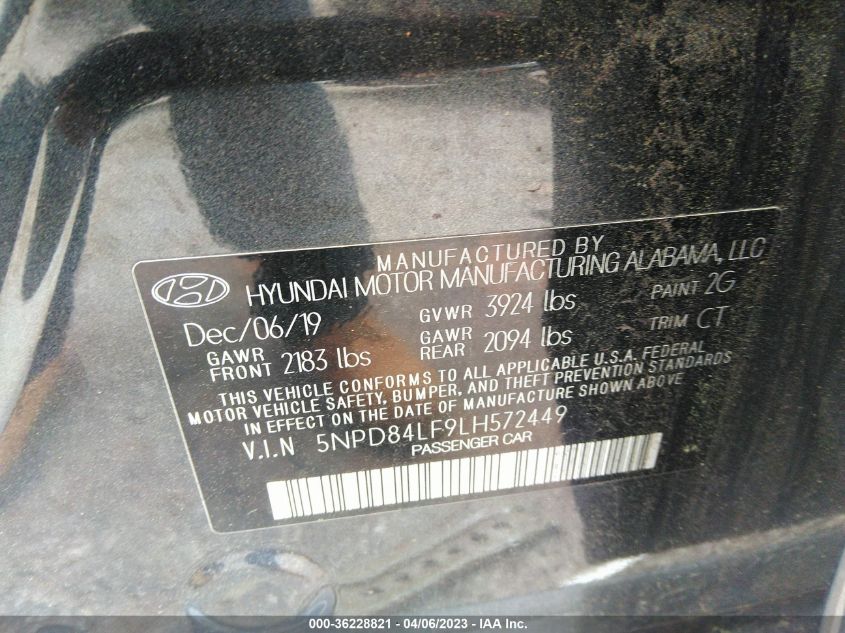 MANUFACTURED BY
HYUNDAI MOTOR MANUFACTURING ALABAMA, LLC
Dec/06/19 GVWR 3924 lbs PAINT 2G
GAWR FRONT 2183 lbs GAWR REAR 2094 lbs TRIM CT
THIS VEHICLE CONFORMS TO ALL APPLICABLE U.S.A. FEDERAL
MOTOR VEHICLE SAFETY, BUMPER, AND THEFT PREVENTION STANDARDS
IN EFFECT ON THE DATE OF MANUFACTURE SHOWN ABOVE
V.I.N 5NPD84LF9LH572449
PASSENGER CAR
000-36228821 - 04/06/2023 - IAA Inc.